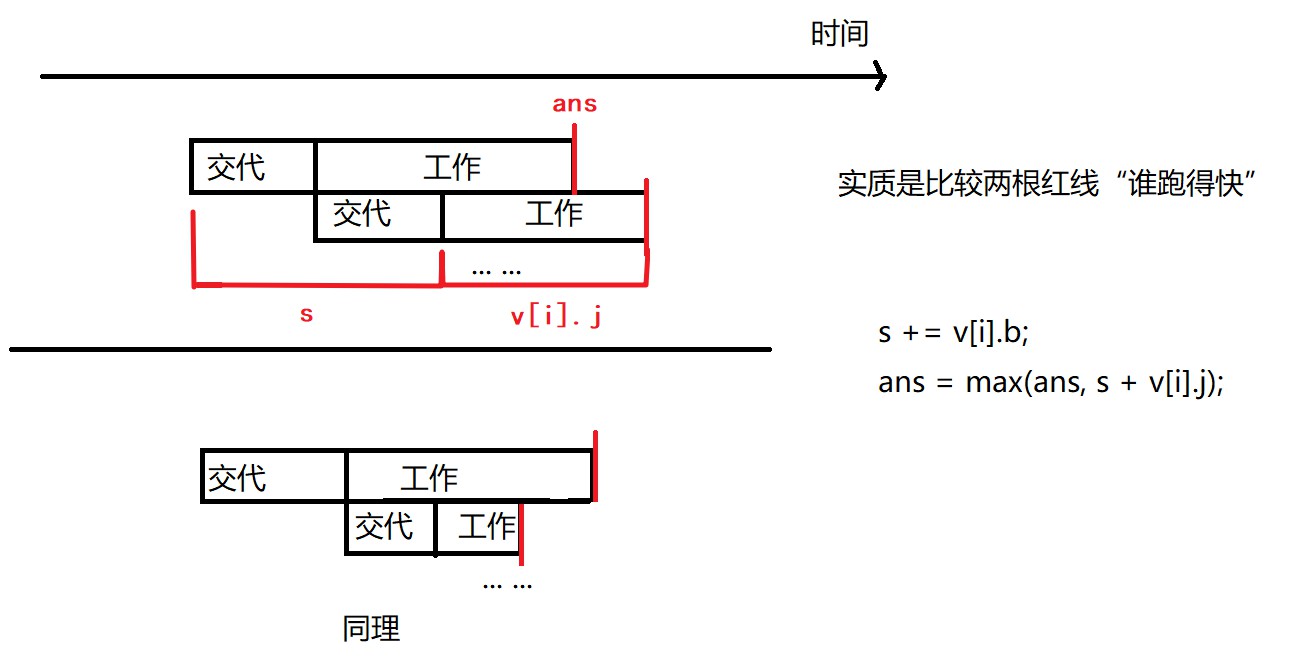 时间
ans
交代 工作
实质是比较两根红线“谁跑得快”
交代 工作
... ...
s v[i].j
s += v[i].b;
ans = max(ans, s + v[i].j);
交代 工作
交代 工作
... ...
同理